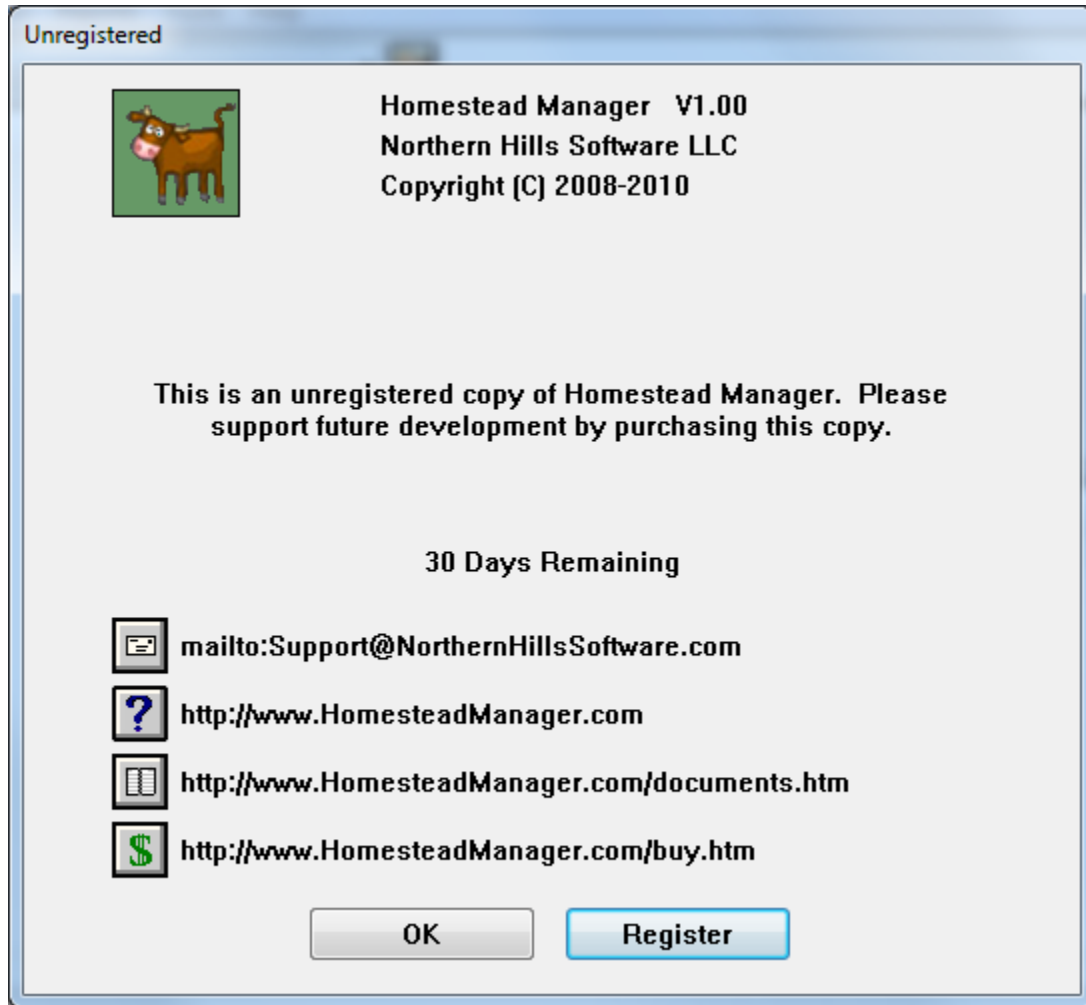 Unregistered
Homestead Manager V1.00
Northern Hills Software LLC
Copyright (C) 2008-2010
This is an unregistered copy of Homestead Manager. Please
support future development by purchasing this copy.
30 Days Remaining
mailto:Support@NorthernHillsSoftware.com
? http://www.HomesteadManager.com
http://www.HomesteadManager.com/documents.htm
$ http://www.HomesteadManager.com/buy.htm
OK Register